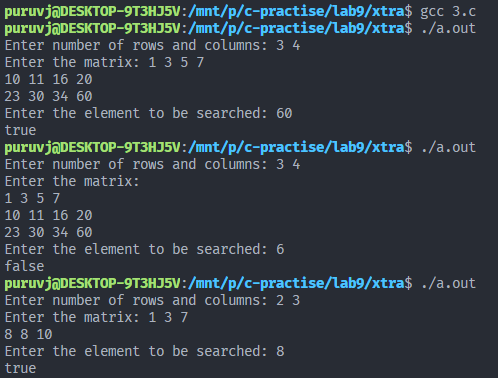 puruvj@DESKTOP-9T3HJ5V:/mnt/p/c-practise/lab9/xtra$ gcc 3.c
puruvj@DESKTOP-9T3HJ5V:/mnt/p/c-practise/lab9/xtra$ ./a.out
Enter number of rows and columns: 3 4
Enter the matrix: 1 3 5 7
10 11 16 20
23 30 34 60
Enter the element to be searched: 60
true
puruvj@DESKTOP-9T3HJ5V:/mnt/p/c-practise/lab9/xtra$ ./a.out
Enter number of rows and columns: 3 4
Enter the matrix:
1 3 5 7
10 11 16 20
23 30 34 60
Enter the element to be searched: 6
false
puruvj@DESKTOP-9T3HJ5V:/mnt/p/c-practise/lab9/xtra$ ./a.out
Enter number of rows and columns: 2 3
Enter the matrix: 1 3 7
8 8 10
Enter the element to be searched: 8
true